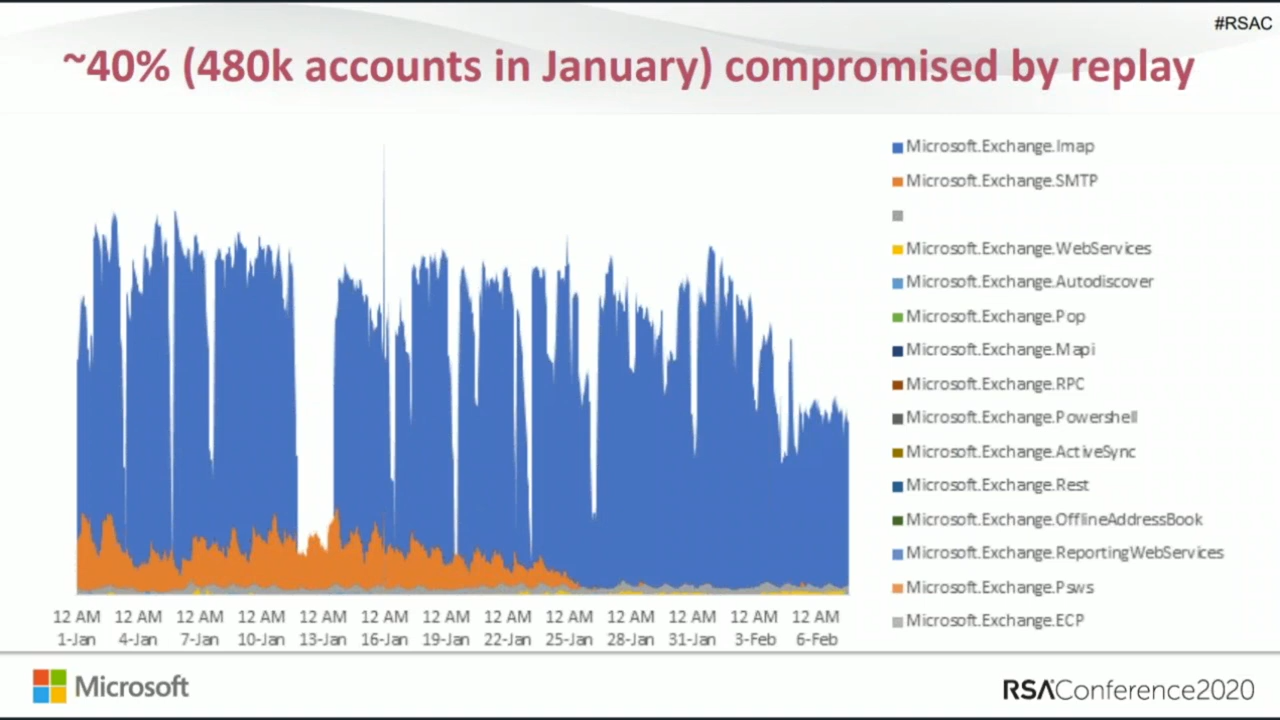 #RSAC
~40% (480k accounts in January) compromised by replay
Microsoft.Exchange.Imap
Microsoft.Exchange.SMTP
Microsoft.Exchange.WebServices
Microsoft.Exchange.Autodiscover
Microsoft.Exchange.Pop
Microsoft.Exchange.Mapi
Microsoft.Exchange.RPC
Microsoft.Exchange.Powershell
Microsoft.Exchange.ActiveSync
Microsoft.Exchange.Rest
Microsoft.Exchange.OfflineAddressBook
Microsoft.Exchange.ReportingWebServices
Microsoft.Exchange.Psws
Microsoft.Exchange.ECP
12 AM 12 AM 12 AM 12 AM 12 AM 12 AM 12 AM 12 AM 12 AM 12 AM 12 AM 12 AM 12 AM
1-Jan 4-Jan 7-Jan 10-Jan 13-Jan 16-Jan 19-Jan 22-Jan 25-Jan 28-Jan 31-Jan 3-Feb 6-Feb
Microsoft
RSAConference2020